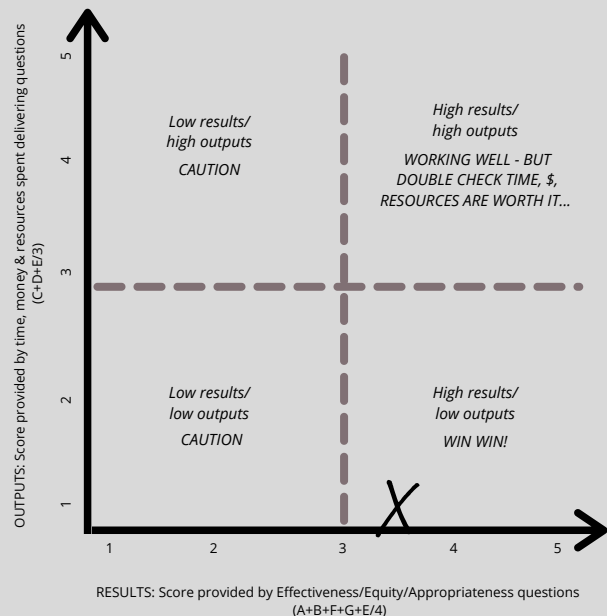 OUTPUTS: Score provided by time, money & resources spent delivering questions
(C+D+E/3)
5
4
3
2
1
Low results/
high outputs
CAUTION
High results/
high outputs
WORKING WELL - BUT
DOUBLE CHECK TIME, $,
RESOURCES ARE WORTH IT...
Low results/
low outputs
CAUTION
High results/
low outputs
WIN WIN!
X
1 2 3 4 5
RESULTS: Score provided by Effectiveness/Equity/Appropriateness questions
(A+B+F+G+E/4)